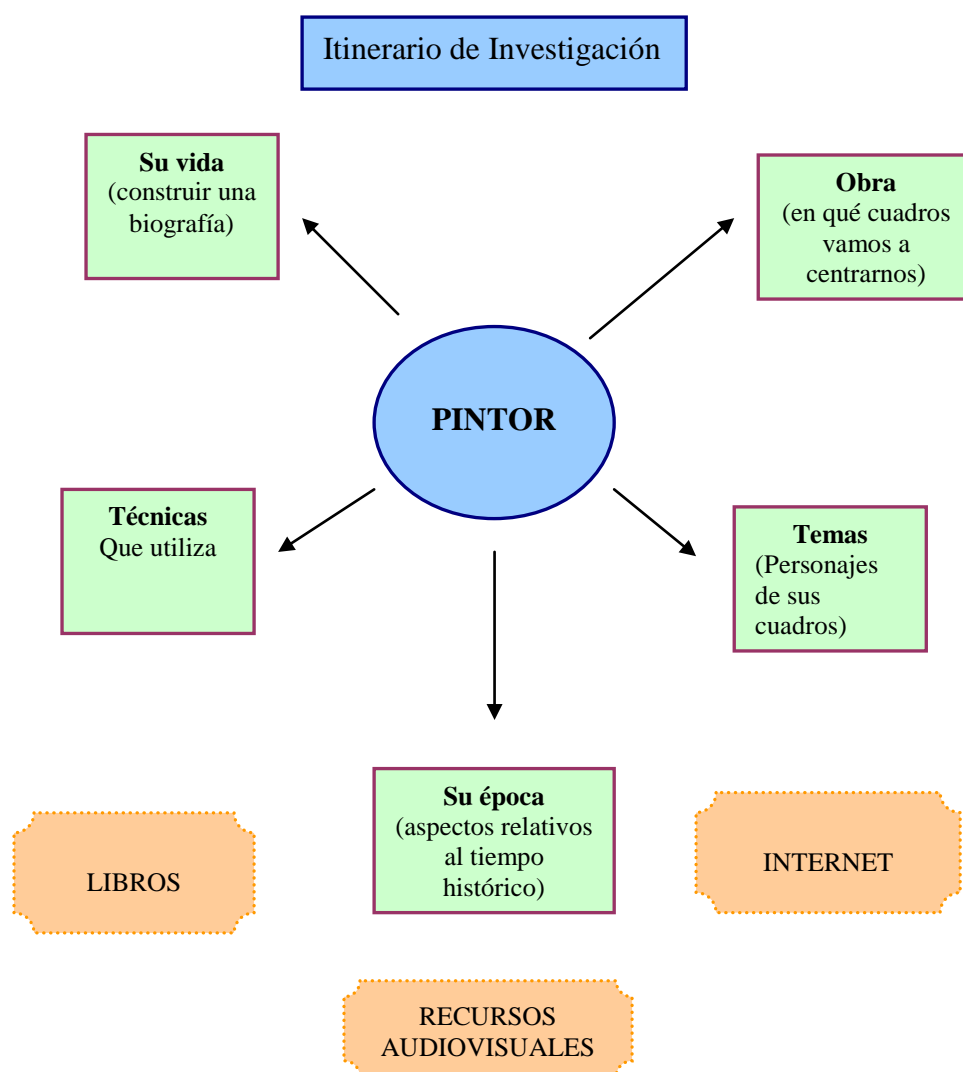 Itinerario de Investigación
Su vida
(construir una
biografía)
Obra
(en qué cuadros
vamos a
centrarnos)
PINTOR
Técnicas
Que utiliza
Temas
(Personajes
de sus
cuadros)
Su época
(aspectos relativos
al tiempo
histórico)
LIBROS
INTERNET
RECURSOS
AUDIOVISUALES